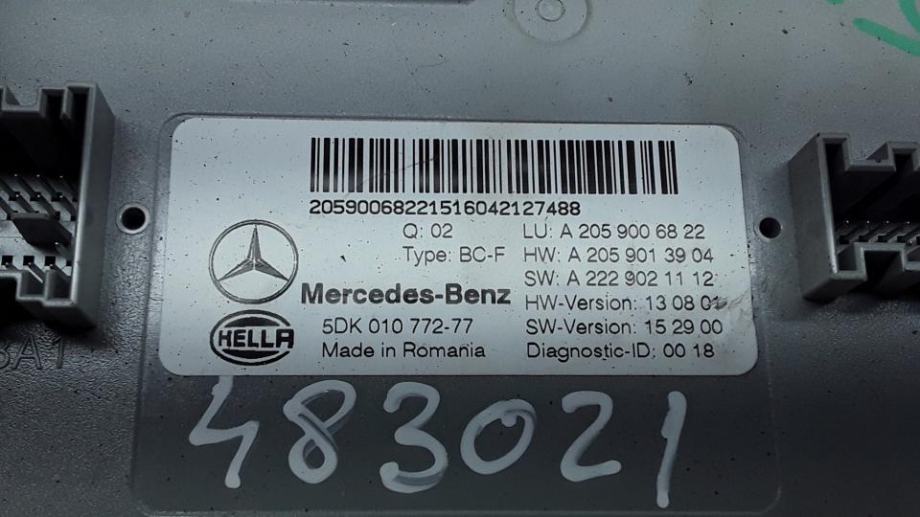 2059006822151604212748​8
Q: 02
LU: A 205 900 68 22
Type: BC-F
HW: A 205 901 39 04
SW: A 222 902 11 12
Mercedes-Benz
HW-Version: 13 08 01
HELLA
5DK 010 772-77
SW-Version: 15 29 00
Made in Romania
Diagnostic-ID: 00 18
483021